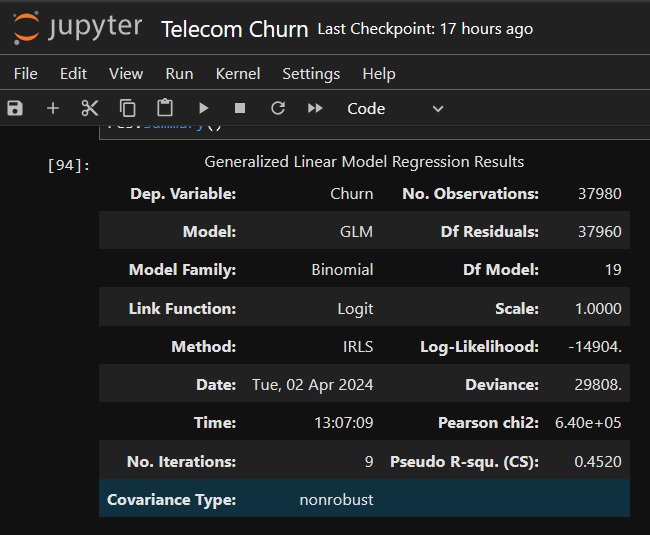 jupyter Telecom Churn Last Checkpoint: 17 hours ago
File Edit View Run Kernel Settings Help
Code
[94]:
Generalized Linear Model Regression Results
Dep. Variable: Churn No. Observations: 37980
Model: GLM Df Residuals: 37960
Model Family: Binomial Df Model: 19
Link Function: Logit Scale: 1.0000
Method: IRLS Log-Likelihood: -14904.
Date: Tue, 02 Apr 2024 Deviance: 29808.
Time: 13:07:09 Pearson chi2: 6.40e+05
No. Iterations: 9 Pseudo R-squ. (CS): 0.4520
Covariance Type: nonrobust